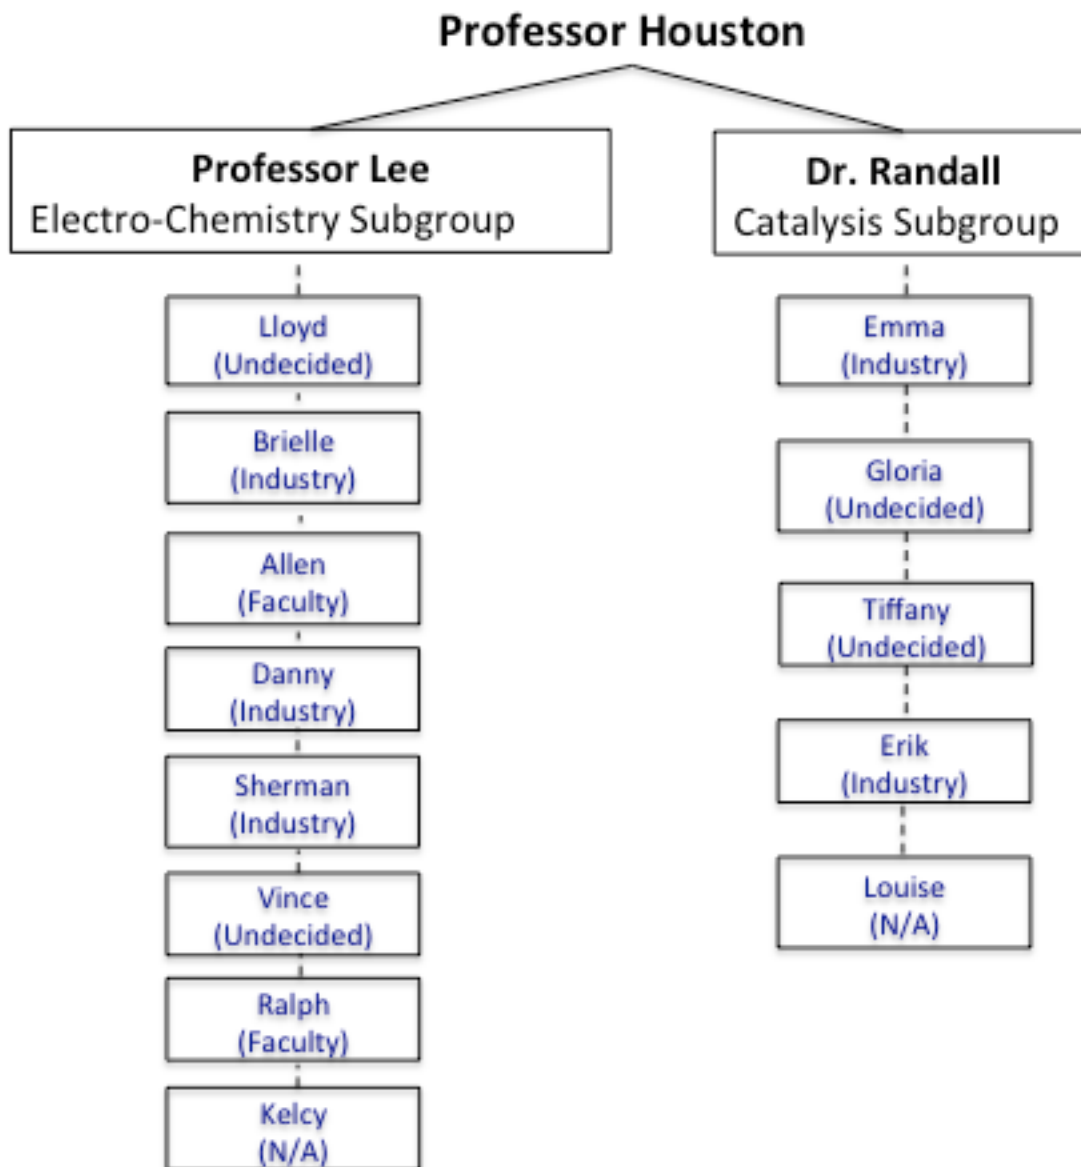 Professor Houston
Professor Lee
Electro-Chemistry Subgroup
Lloyd
(Undecided)
Brielle
(Industry)
Allen
(Faculty)
Danny
(Industry)
Sherman
(Industry)
Vince
(Undecided)
Ralph
(Faculty)
Kelcy
(N/A)
Dr. Randall
Catalysis Subgroup
Emma
(Industry)
Gloria
(Undecided)
Tiffany
(Undecided)
Erik
(Industry)
Louise
(N/A)